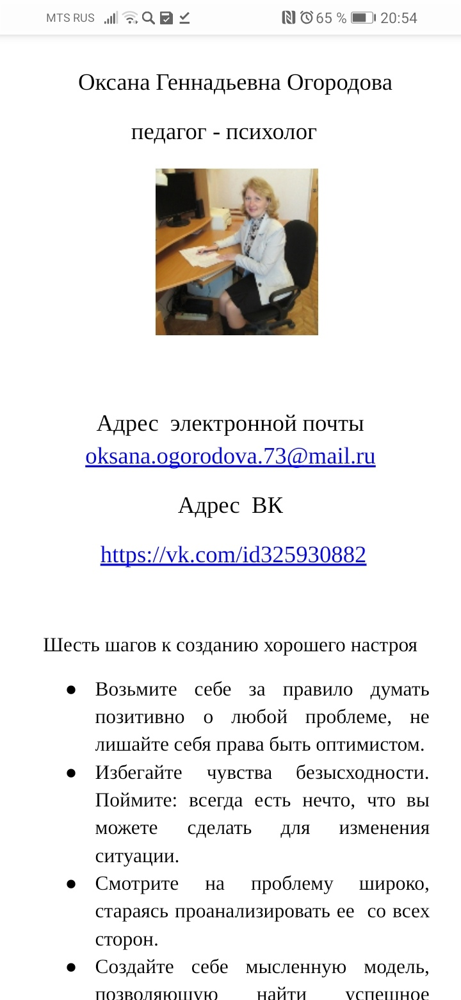 MTS RUS 65 % 20:54
Оксана Геннадьевна Огородова
педагог - психолог
Адрес  электронной почты
oksana.ogorodova.73@mail.ru
Адрес  ВК
https://vk.com/id325930882
Шесть шагов к созданию хорошего настроя
● Возьмите себе за правило думать
позитивно о любой проблеме, не
лишайте себя права быть оптимистом.
● Избегайте чувства безысходности.
Поймите: всегда есть нечто, что вы
можете сделать для изменения
ситуации.
● Смотрите на проблему широко,
стараясь проанализировать ее  со всех
сторон.
● Создайте себе мысленную модель,
позволяющую найти успешное